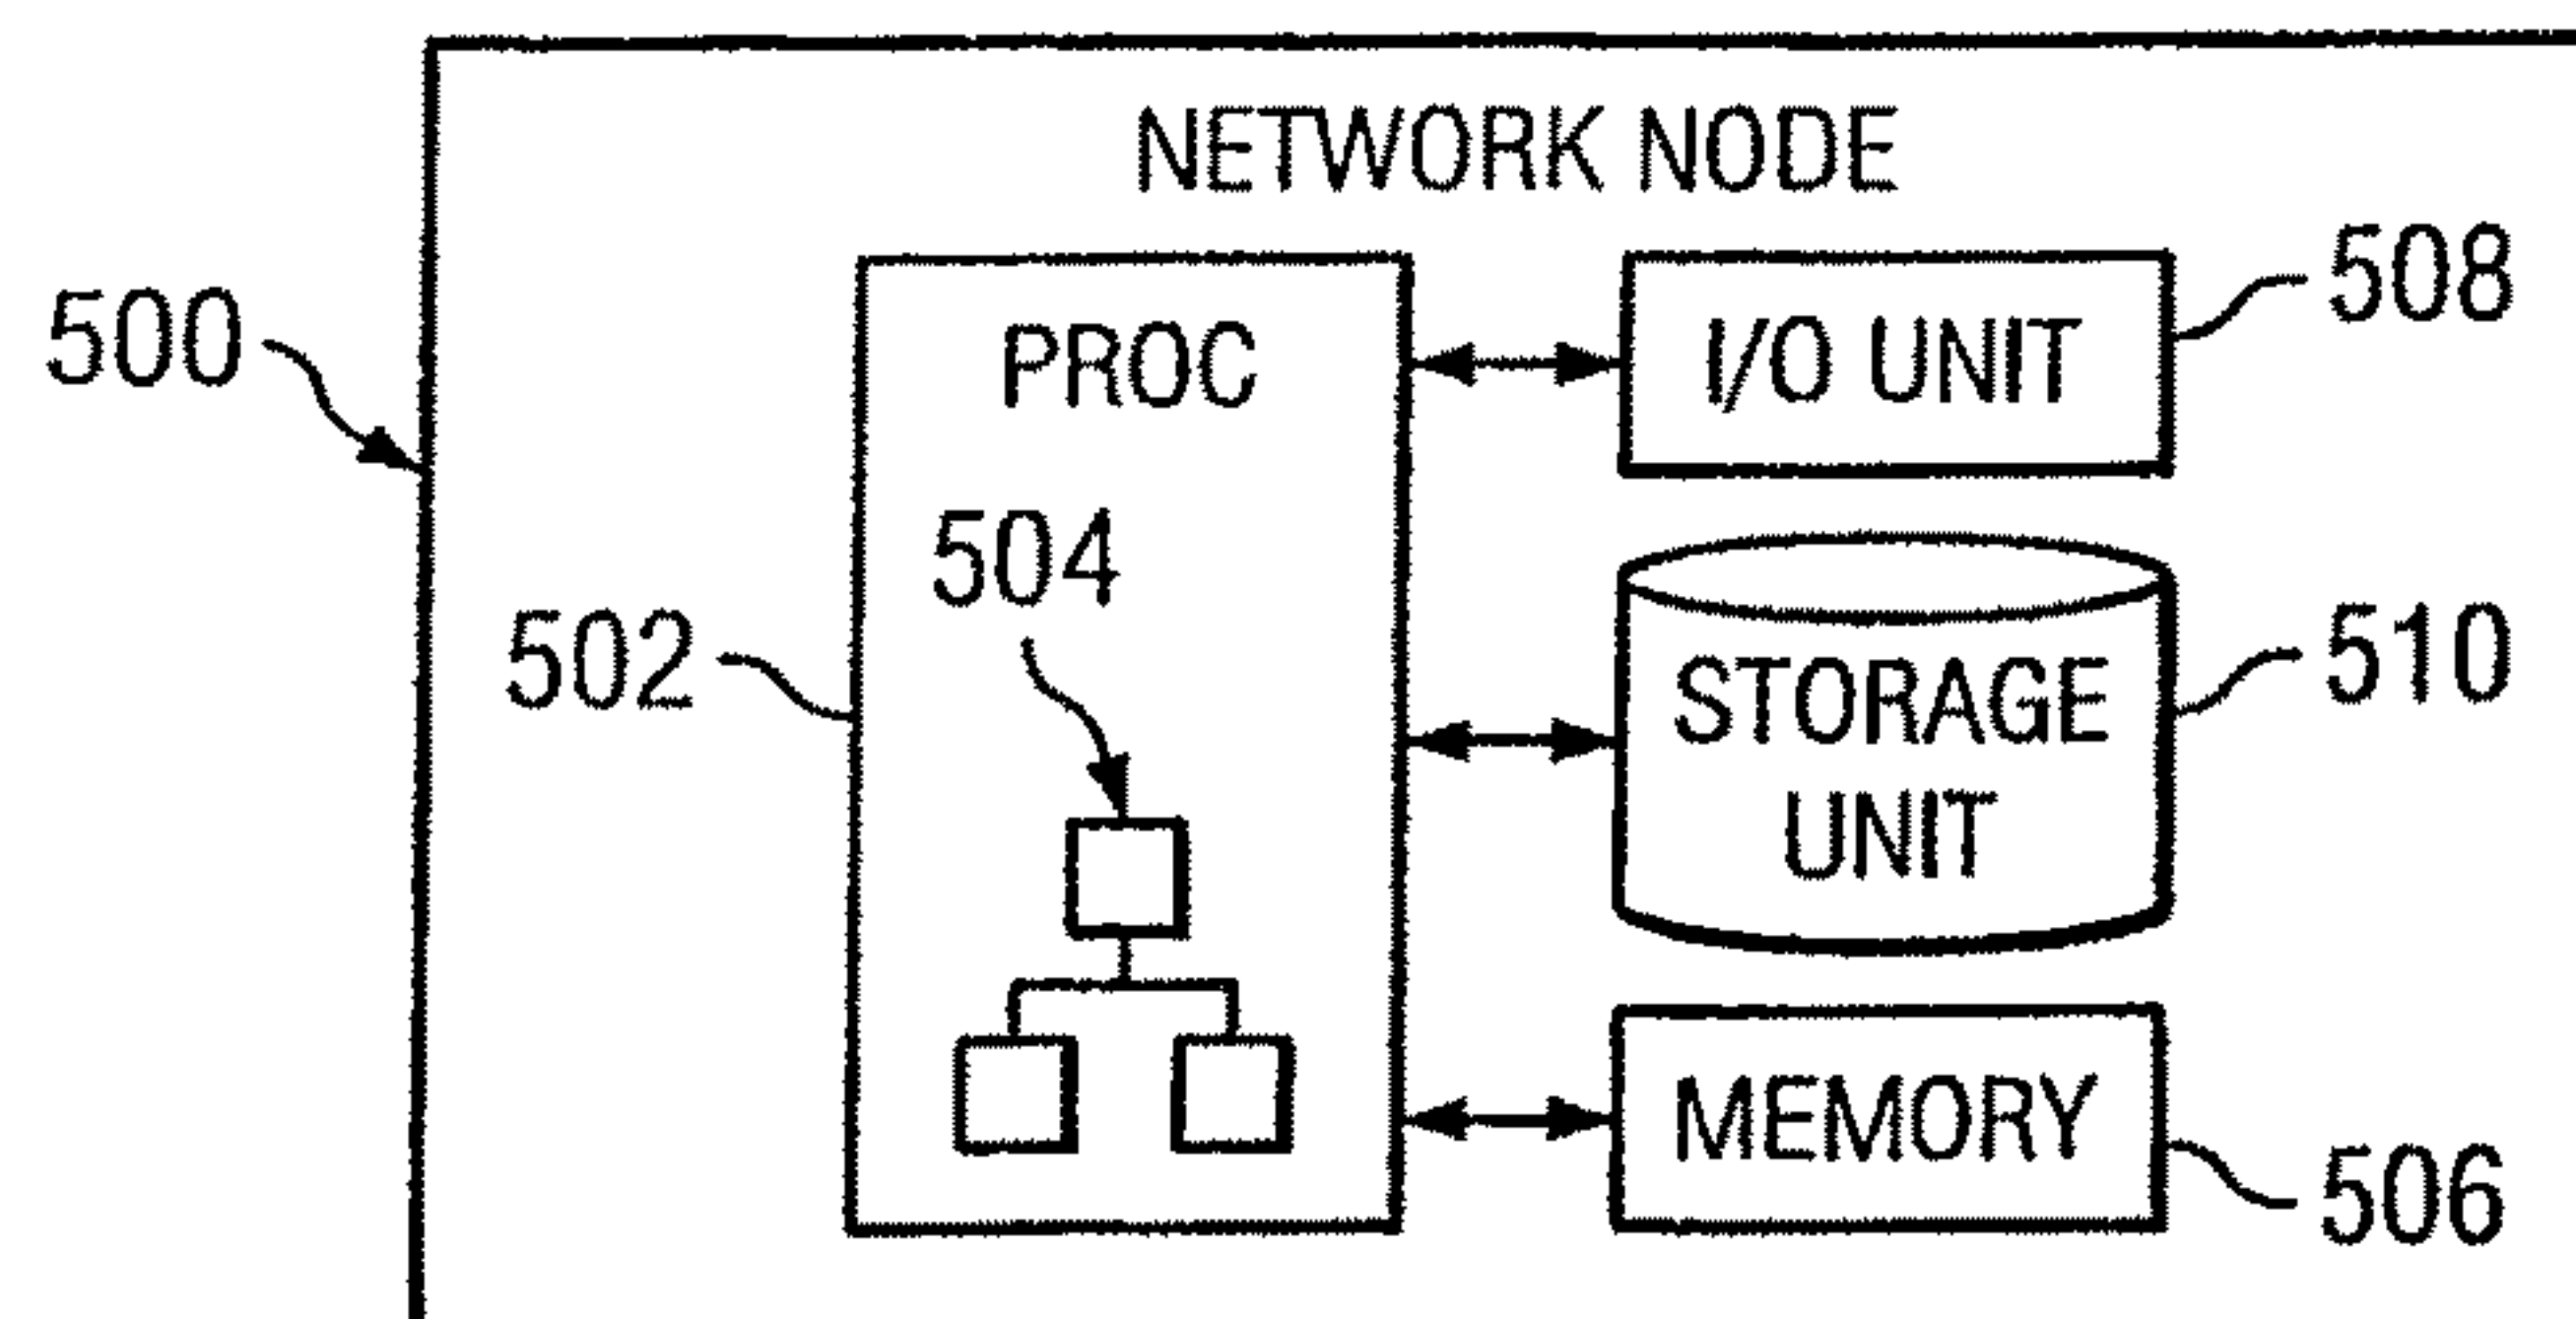 NETWORK NODE
500
PROC
I/O UNIT
508
504
502
STORAGE
UNIT
510
MEMORY
506